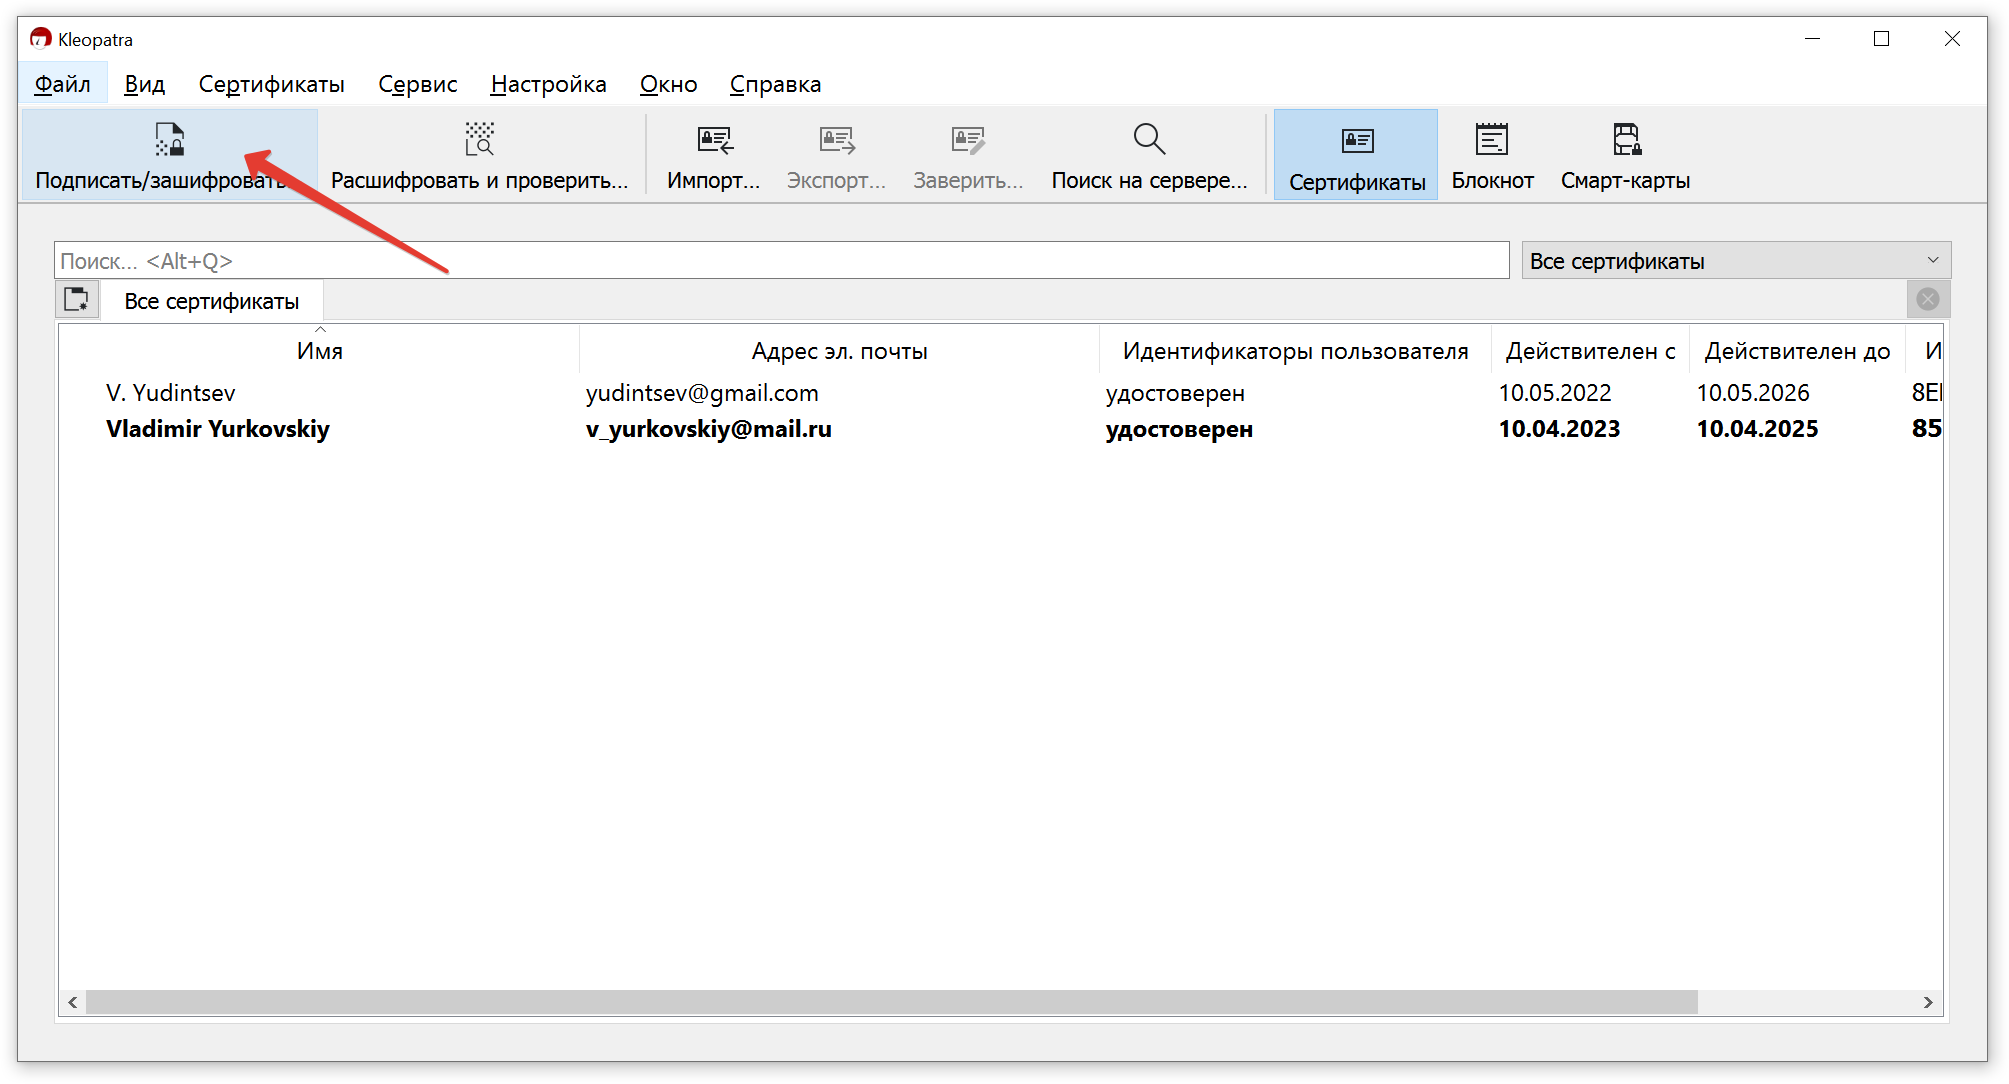 Kleopatra
Файл Вид Сертификаты Сервис Настройка Окно Справка
Подписать/зашифровать... Расшифровать и проверить... Импорт... Экспорт... Заверить... Поиск на сервере... Сертификаты Блокнот Смарт-карты
Поиск... <Alt+Q> Все сертификаты
Все сертификаты
Имя Адрес эл. почты Идентификаторы пользователя Действителен с Действителен до И
V. Yudintsev yudintsev@gmail.com удостоверен 10.05.2022 10.05.2026
Vladimir Yurkovskiy v_yurkovskiy@mail.ru удостоверен 10.04.2023 10.04.2025 85